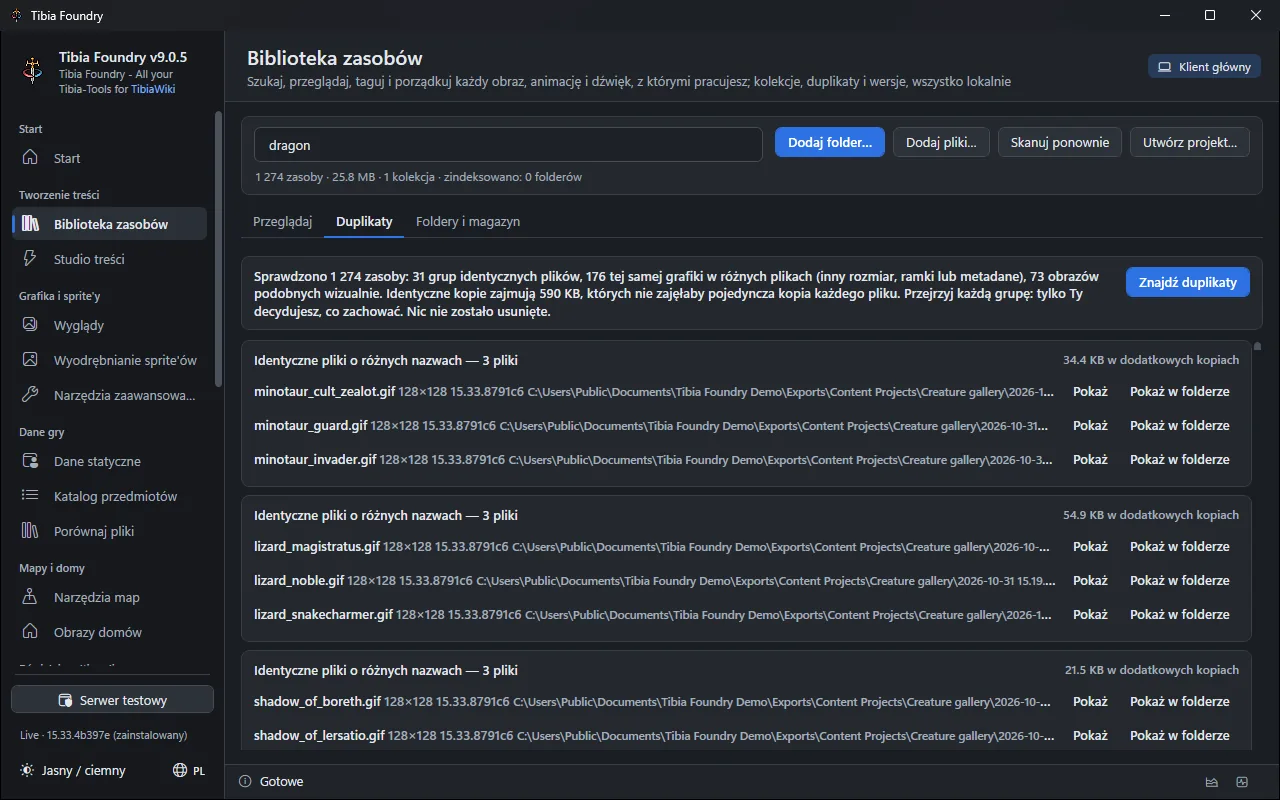 Tibia Foundry
Tibia Foundry v9.0.5
Tibia Foundry - All your
Tibia-Tools for TibiaWiki
Start
Start
Tworzenie treści
Biblioteka zasobów
Studio treści
Grafika i sprite'y
Wyglądy
Wyodrębnianie sprite'ów
Narzędzia zaawansowa...
Dane gry
Dane statyczne
Katalog przedmiotów
Porównaj pliki
Mapy i domy
Narzędzia map
Obrazy domów
Serwer testowy
Live · 15.33.4b397e (zainstalowany)
Jasny / ciemny
PL
Biblioteka zasobów
Szukaj, przeglądaj, taguj i porządkuj każdy obraz, animację i dźwięk, z którymi pracujesz; kolekcje, duplikaty i wersje, wszystko lokalnie
Klient główny
dragon
Dodaj folder...
Dodaj pliki...
Skanuj ponownie
Utwórz projekt...
1 274 zasoby · 25.8 MB · 1 kolekcja · zindeksowano: 0 folderów
Przeglądaj
Duplikaty
Foldery i magazyn
Sprawdzono 1 274 zasoby: 31 grup identycznych plików, 176 tej samej grafiki w różnych plikach (inny rozmiar, ramki lub metadane), 73 obrazów
podobnych wizualnie. Identyczne kopie zajmują 590 KB, których nie zajęłaby pojedyncza kopia każdego pliku. Przejrzyj każdą grupę: tylko Ty
decydujesz, co zachować. Nic nie zostało usunięte.
Znajdź duplikaty
Identyczne pliki o różnych nazwach — 3 pliki
34.4 KB w dodatkowych kopiach
minotaur_cult_zealot.gif 128×128 15.33.8791c6 C:\Users\Public\Documents\Tibia Foundry Demo\Exports\Content Projects\Creature gallery\2026-1... Pokaż Pokaż w folderze
minotaur_guard.gif 128×128 15.33.8791c6 C:\Users\Public\Documents\Tibia Foundry Demo\Exports\Content Projects\Creature gallery\2026-10-31... Pokaż Pokaż w folderze
minotaur_invader.gif 128×128 15.33.8791c6 C:\Users\Public\Documents\Tibia Foundry Demo\Exports\Content Projects\Creature gallery\2026-10-3... Pokaż Pokaż w folderze
Identyczne pliki o różnych nazwach — 3 pliki
54.9 KB w dodatkowych kopiach
lizard_magistratus.gif 128×128 15.33.8791c6 C:\Users\Public\Documents\Tibia Foundry Demo\Exports\Content Projects\Creature gallery\2026-10-... Pokaż Pokaż w folderze
lizard_noble.gif 128×128 15.33.8791c6 C:\Users\Public\Documents\Tibia Foundry Demo\Exports\Content Projects\Creature gallery\2026-10-31 15.19.... Pokaż Pokaż w folderze
lizard_snakecharmer.gif 128×128 15.33.8791c6 C:\Users\Public\Documents\Tibia Foundry Demo\Exports\Content Projects\Creature gallery\2026-1... Pokaż Pokaż w folderze
Identyczne pliki o różnych nazwach — 3 pliki
21.5 KB w dodatkowych kopiach
shadow_of_boreth.gif 128×128 15.33.8791c6 C:\Users\Public\Documents\Tibia Foundry Demo\Exports\Content Projects\Creature gallery\2026-10-... Pokaż Pokaż w folderze
shadow_of_lersatio.gif 128×128 15.33.8791c6 C:\Users\Public\Documents\Tibia Foundry Demo\Exports\Content Projects\Creature gallery\2026-10-... Pokaż Pokaż w folderze
Gotowe